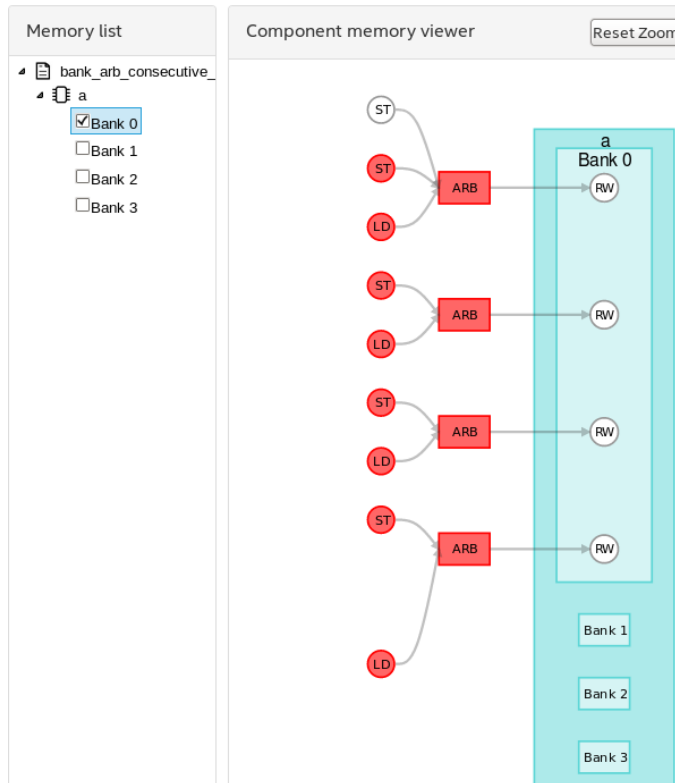 Memory list
bank_arb_consecutive_
a
Bank 0
Bank 1
Bank 2
Bank 3
Component memory viewer
Reset Zoom
ST
ST
LD
ARB
ST
LD
ARB
ST
LD
ARB
ST
LD
ARB
a
Bank 0
RW
RW
RW
RW
Bank 1
Bank 2
Bank 3